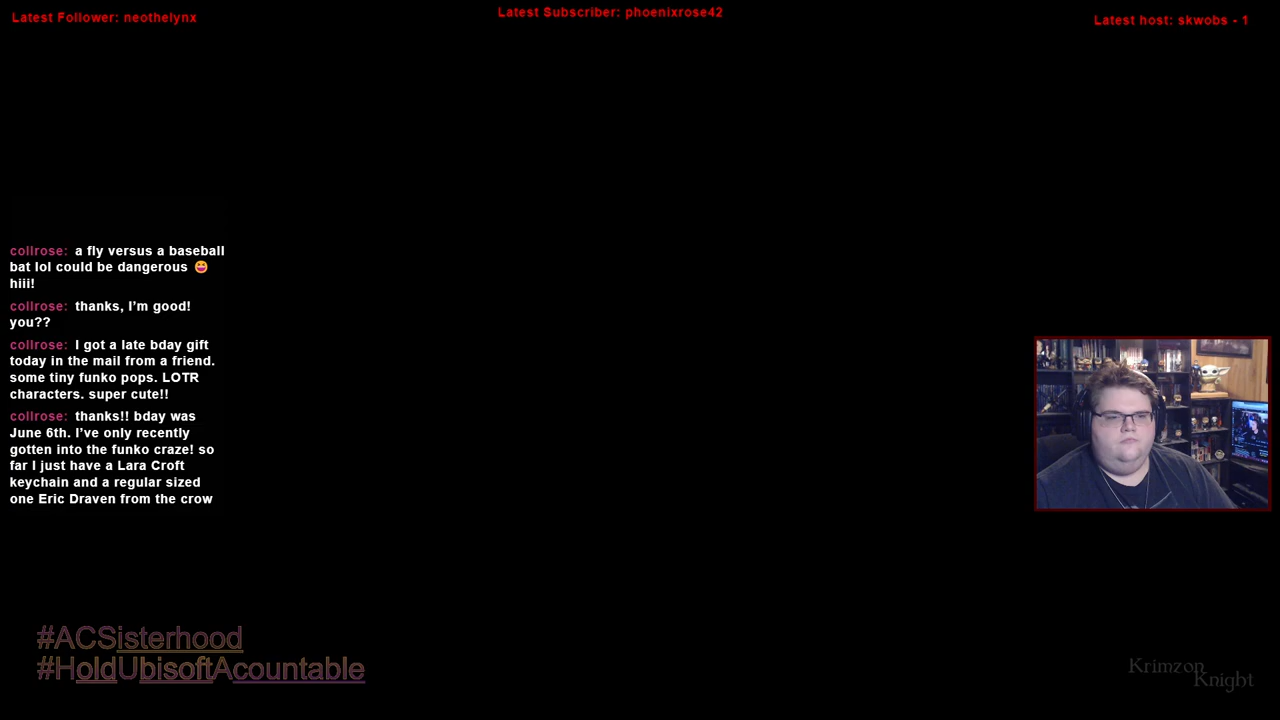 Latest Follower: neothelynx
Latest Subscriber: phoenixrose42
Latest host: skwobs - 1
collrose: a fly versus a baseball
bat lol could be dangerous 😀
hiii!
collrose: thanks, I'm good!
you??
collrose: I got a late bday gift
today in the mail from a friend.
some tiny funko pops. LOTR
characters. super cute!!
collrose: thanks!! bday was
June 6th. I've only recently
gotten into the funko craze! so
far I just have a Lara Croft
keychain and a regular sized
one Eric Draven from the crow
#ACSisterhood
#HoldUbisoftAcountable
Krimzon
Knight